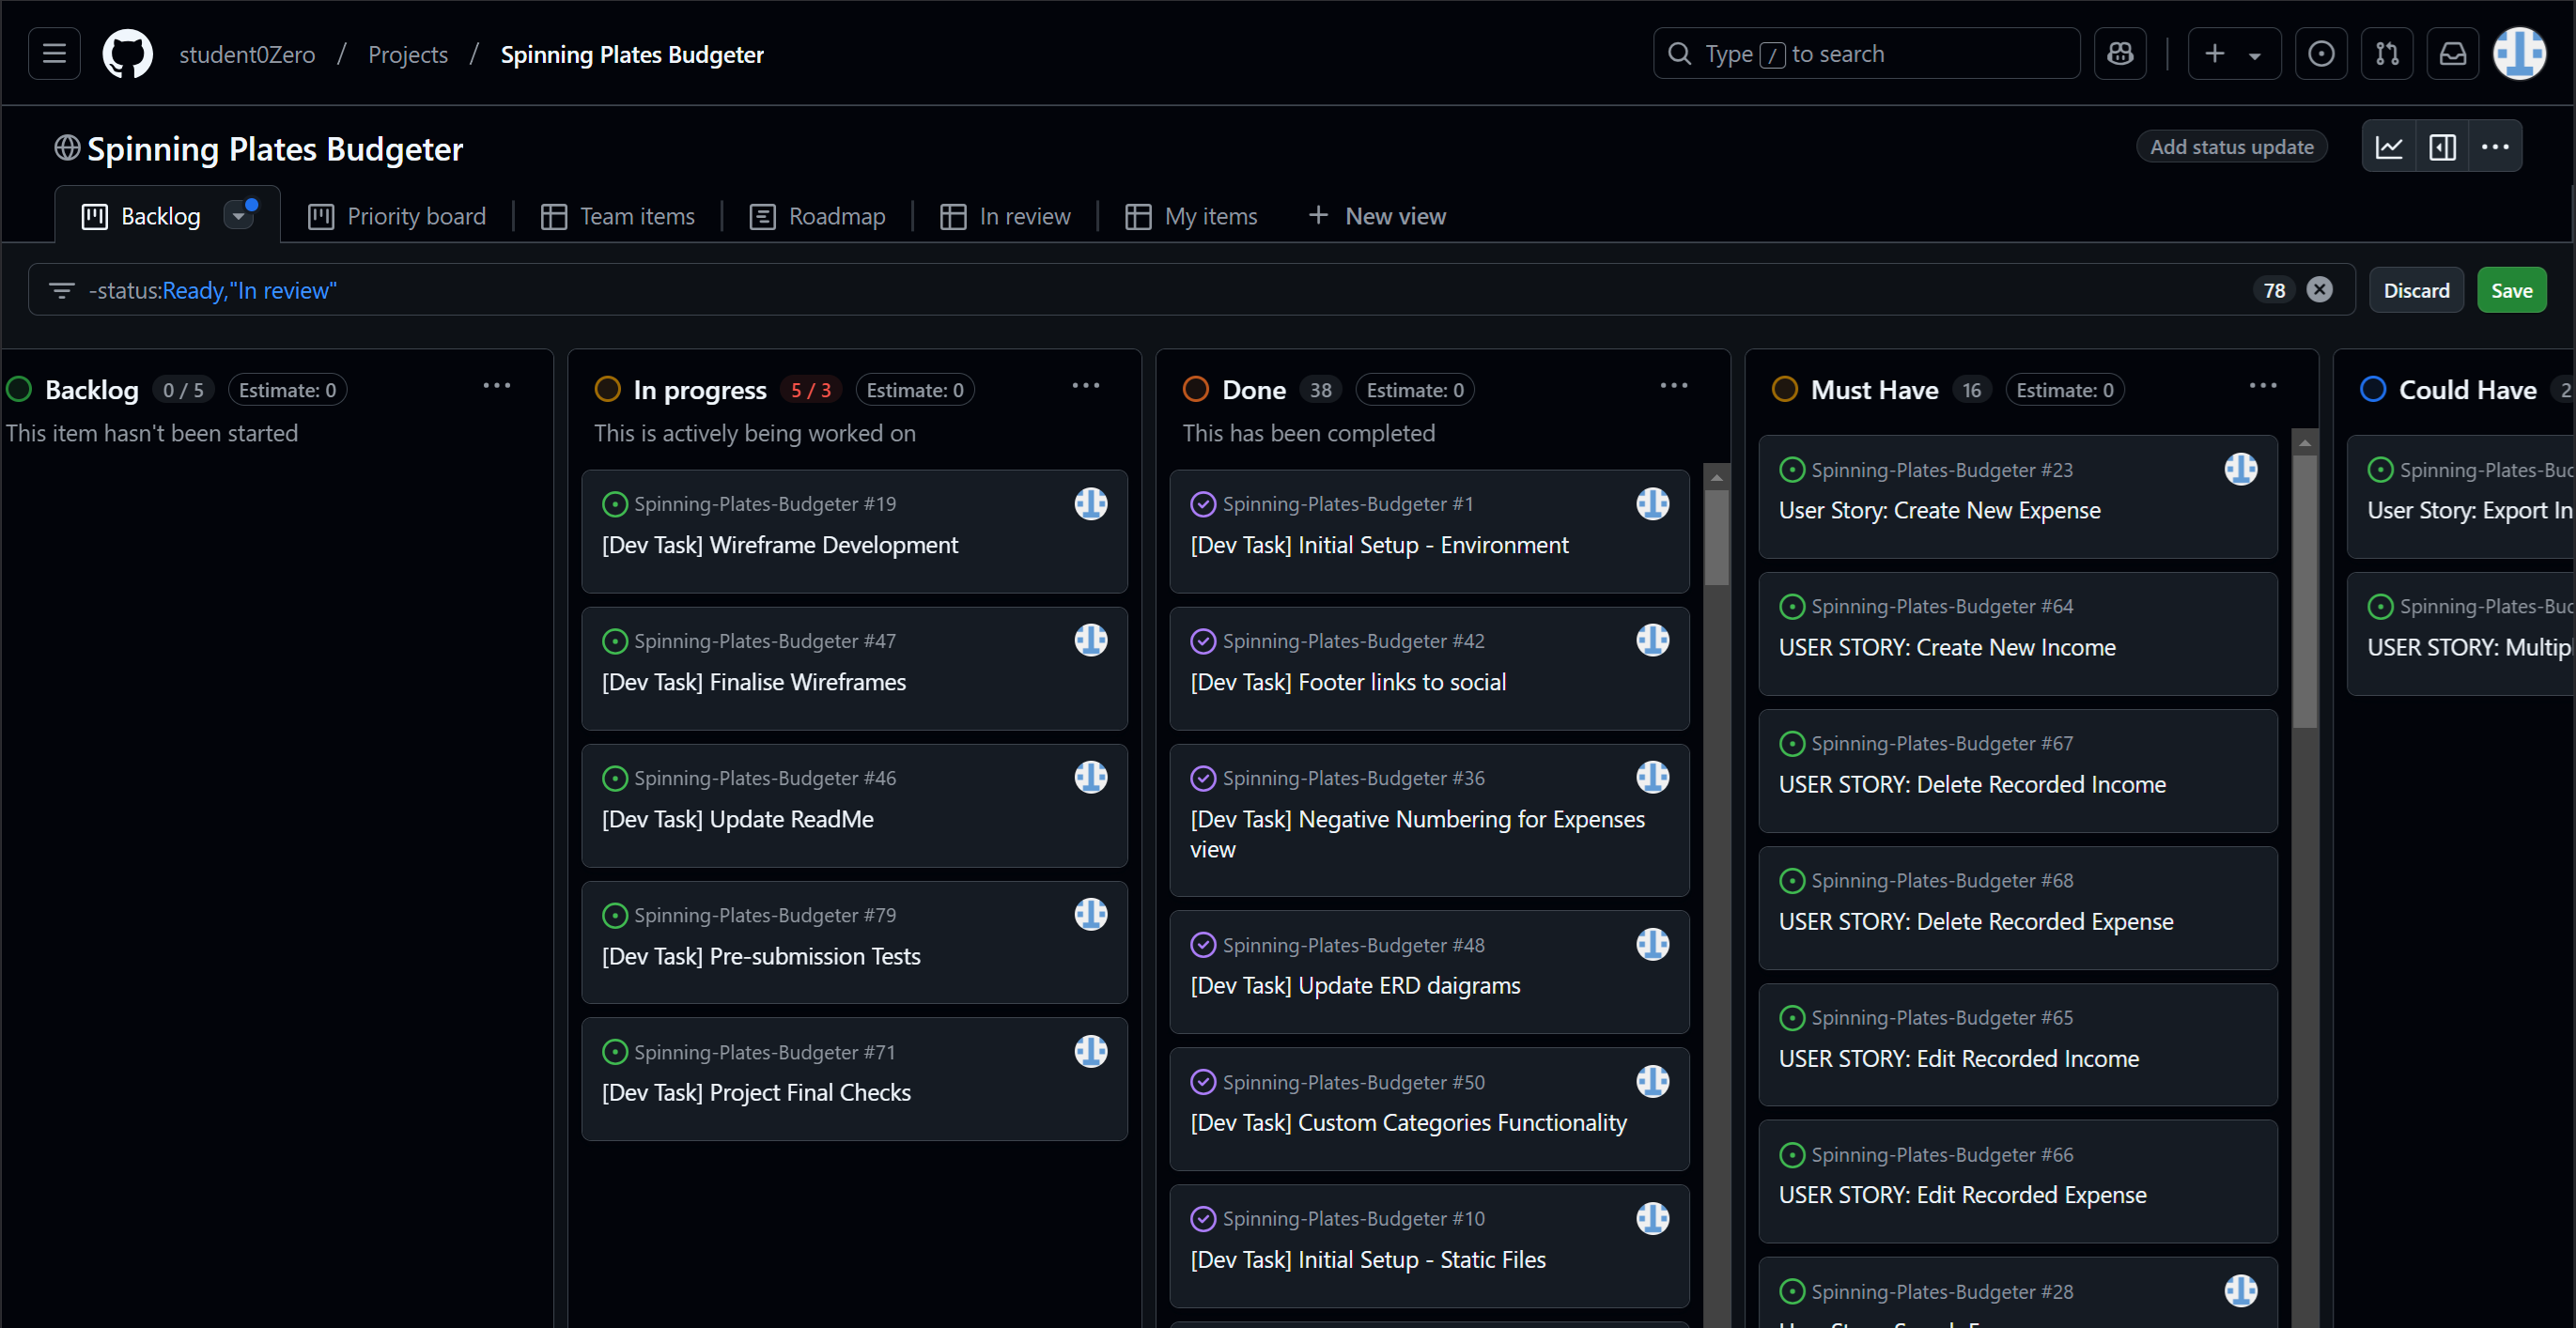 student0Zero / Projects / Spinning Plates Budgeter
Type / to search
Spinning Plates Budgeter
Add status update
Backlog
Priority board
Team items
Roadmap
In review
My items
+ New view
-status:Ready,"In review"
78
Discard
Save
Backlog 0 / 5 Estimate: 0
This item hasn't been started
In progress 5 / 3 Estimate: 0
This is actively being worked on
Spinning-Plates-Budgeter #19
[Dev Task] Wireframe Development
Spinning-Plates-Budgeter #47
[Dev Task] Finalise Wireframes
Spinning-Plates-Budgeter #46
[Dev Task] Update ReadMe
Spinning-Plates-Budgeter #79
[Dev Task] Pre-submission Tests
Spinning-Plates-Budgeter #71
[Dev Task] Project Final Checks
Done 38 Estimate: 0
This has been completed
Spinning-Plates-Budgeter #1
[Dev Task] Initial Setup - Environment
Spinning-Plates-Budgeter #42
[Dev Task] Footer links to social
Spinning-Plates-Budgeter #36
[Dev Task] Negative Numbering for Expenses
view
Spinning-Plates-Budgeter #48
[Dev Task] Update ERD daigrams
Spinning-Plates-Budgeter #50
[Dev Task] Custom Categories Functionality
Spinning-Plates-Budgeter #10
[Dev Task] Initial Setup - Static Files
Must Have 16 Estimate: 0
Spinning-Plates-Budgeter #23
User Story: Create New Expense
Spinning-Plates-Budgeter #64
USER STORY: Create New Income
Spinning-Plates-Budgeter #67
USER STORY: Delete Recorded Income
Spinning-Plates-Budgeter #68
USER STORY: Delete Recorded Expense
Spinning-Plates-Budgeter #65
USER STORY: Edit Recorded Income
Spinning-Plates-Budgeter #66
USER STORY: Edit Recorded Expense
Spinning-Plates-Budgeter #28
Could Have 2
Spinning-Plates-Buc
User Story: Export In
Spinning-Plates-Buc
USER STORY: Multip